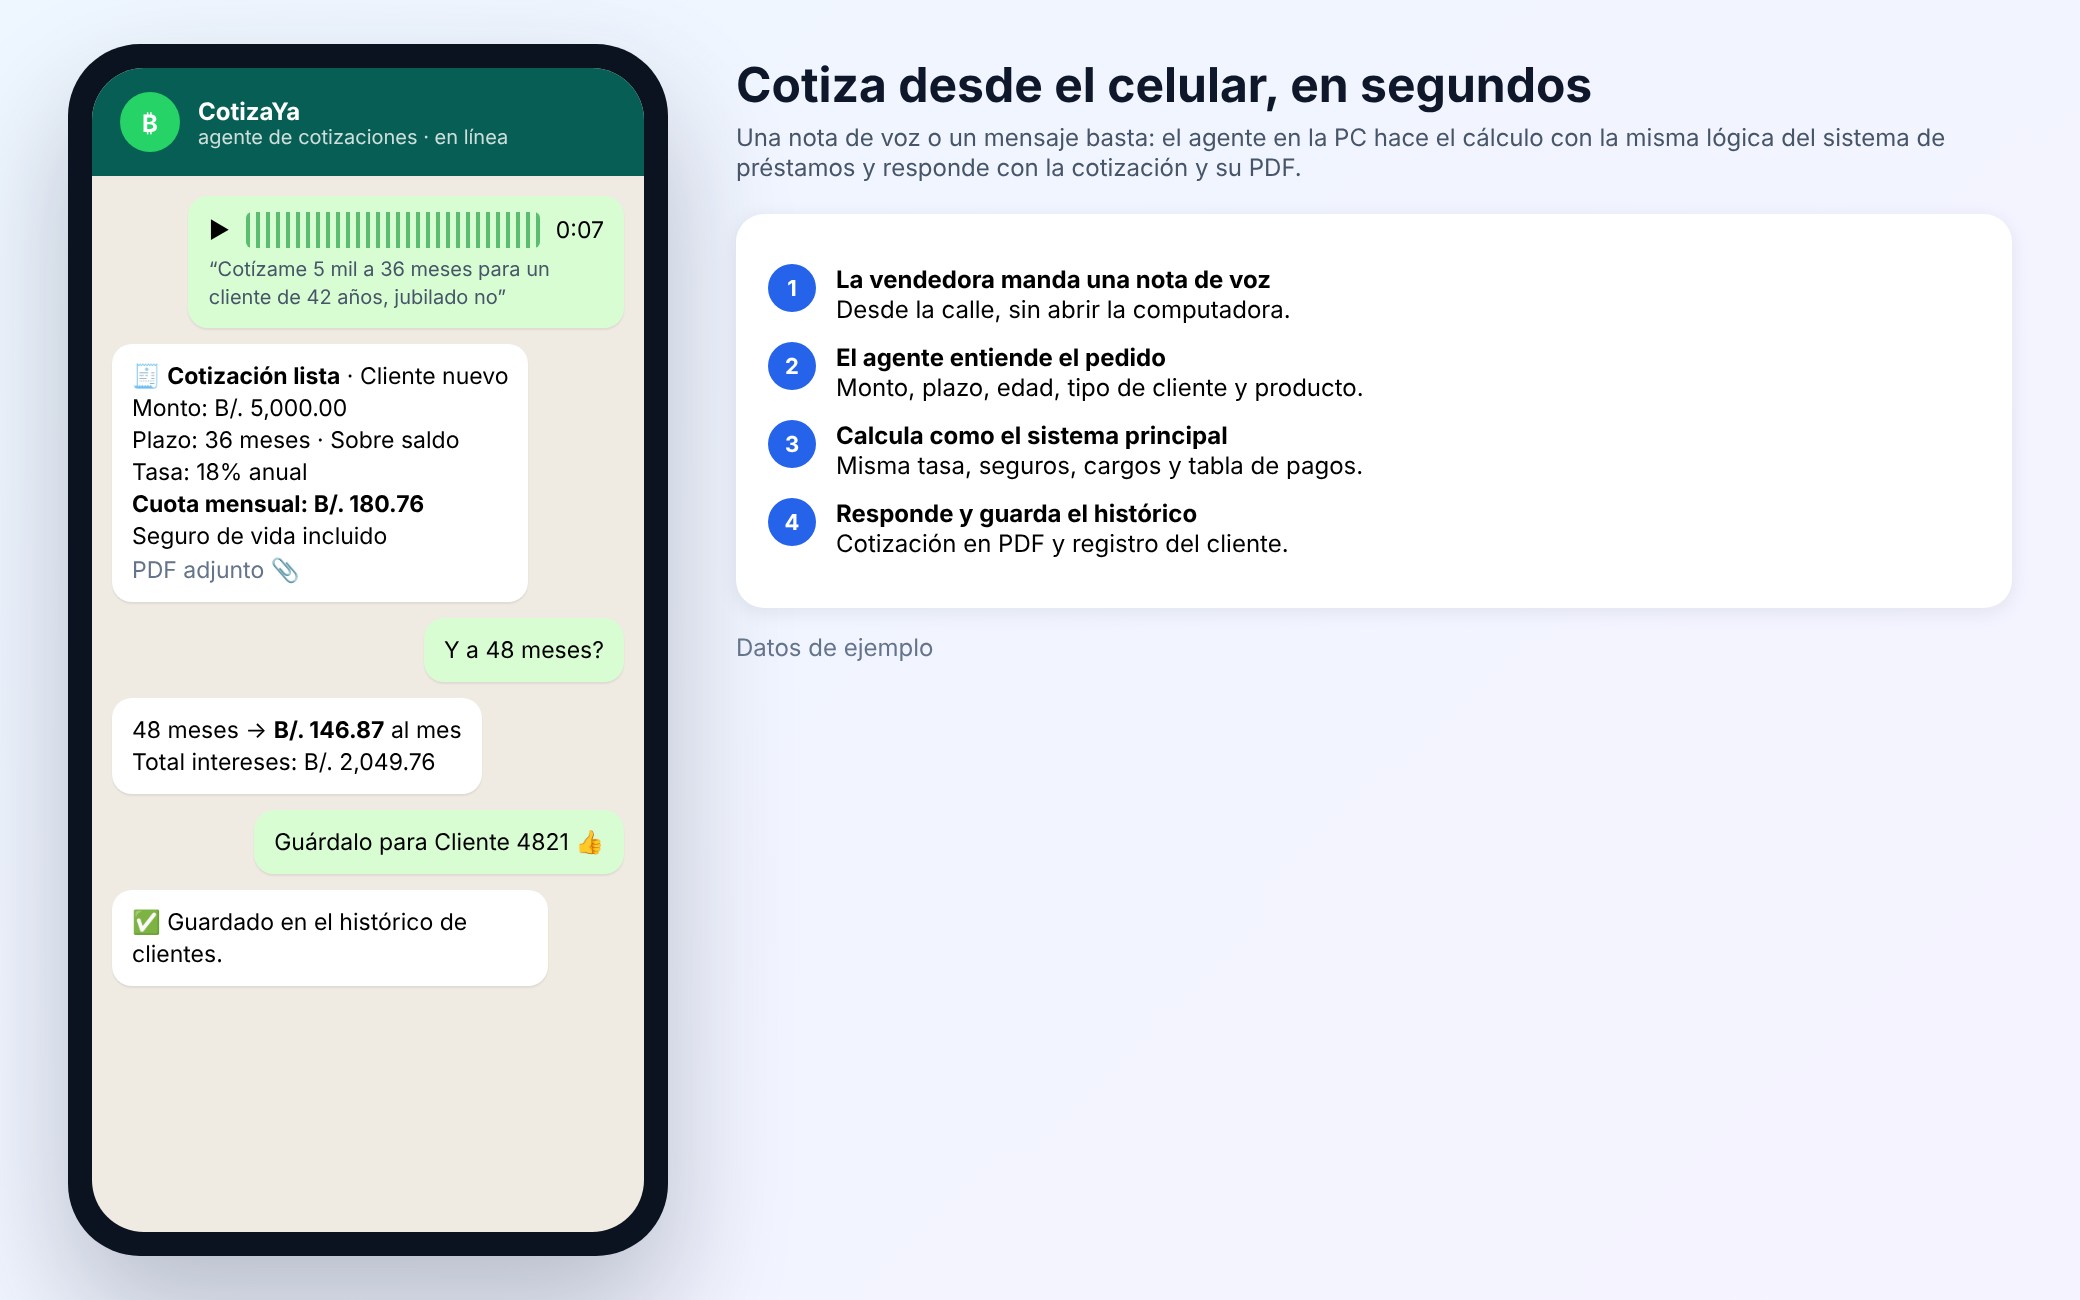 ₿
CotizaYa
agente de cotizaciones · en línea
▶ 0:07
“Cotízame 5 mil a 36 meses para un
cliente de 42 años, jubilado no”
🧾 Cotización lista · Cliente nuevo
Monto: B/. 5,000.00
Plazo: 36 meses · Sobre saldo
Tasa: 18% anual
Cuota mensual: B/. 180.76
Seguro de vida incluido
PDF adjunto 📎
Y a 48 meses?
48 meses → B/. 146.87 al mes
Total intereses: B/. 2,049.76
Guárdalo para Cliente 4821 👍
✅ Guardado en el histórico de
clientes.
Cotiza desde el celular, en segundos
Una nota de voz o un mensaje basta: el agente en la PC hace el cálculo con la misma lógica del sistema de
préstamos y responde con la cotización y su PDF.
1
La vendedora manda una nota de voz
Desde la calle, sin abrir la computadora.
2
El agente entiende el pedido
Monto, plazo, edad, tipo de cliente y producto.
3
Calcula como el sistema principal
Misma tasa, seguros, cargos y tabla de pagos.
4
Responde y guarda el histórico
Cotización en PDF y registro del cliente.
Datos de ejemplo